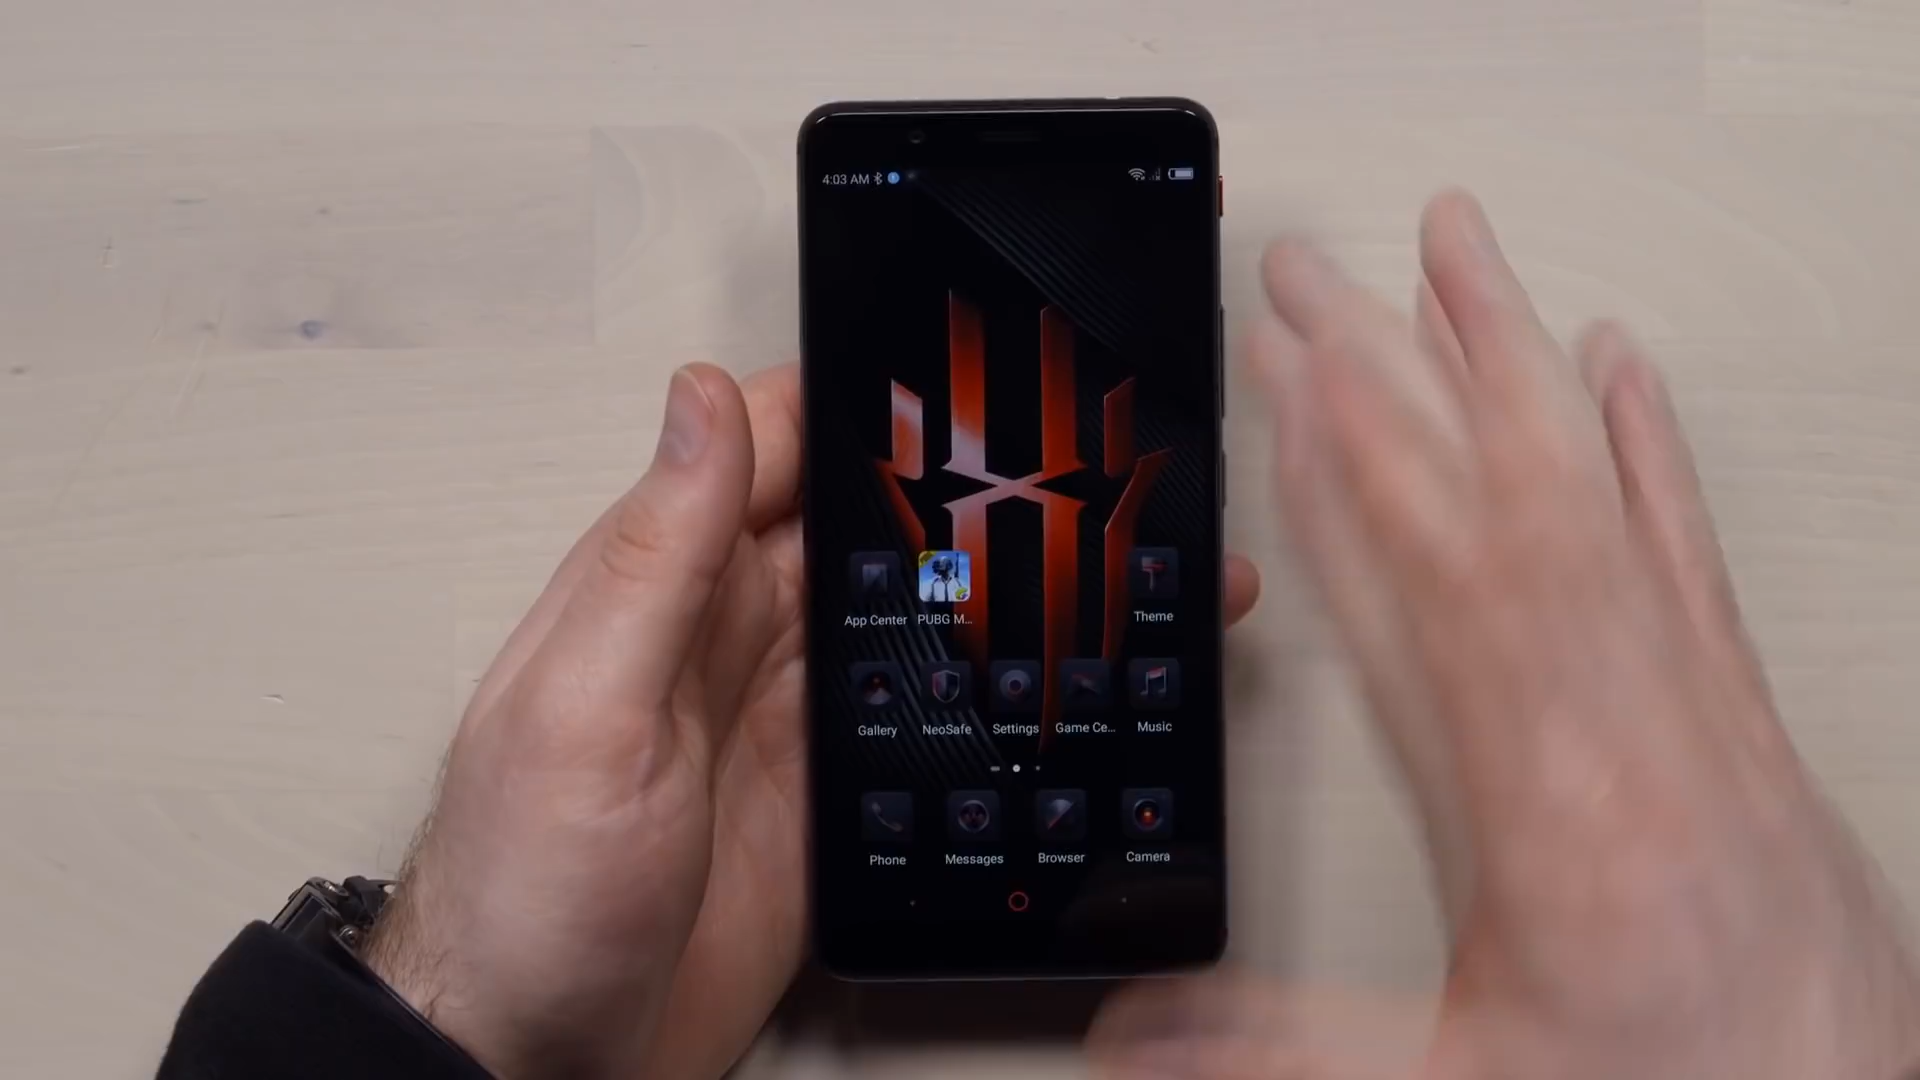 4:03 AM
App Center PUBG M... Theme
Gallery NeoSafe Settings Game Ce... Music
Phone Messages Browser Camera